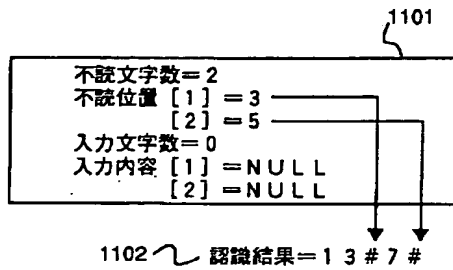 1101
不読文字数=2
不読位置[1]=3
[2]=5
入力文字数=0
入力内容[1]=NULL
[2]=NULL
1102 認識結果=13#7#